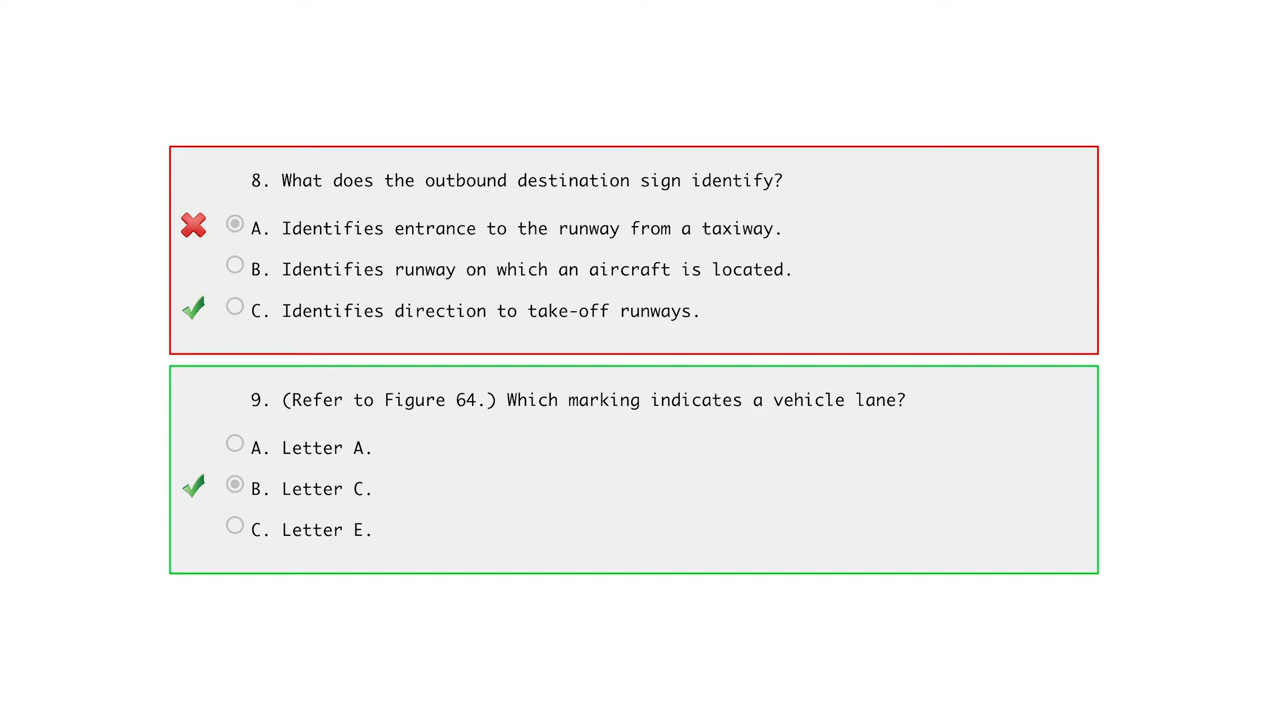 8. What does the outbound destination sign identify?
A. Identifies entrance to the runway from a taxiway.
B. Identifies runway on which an aircraft is located.
C. Identifies direction to take-off runways.
9. (Refer to Figure 64.) Which marking indicates a vehicle lane?
A. Letter A.
B. Letter C.
C. Letter E.